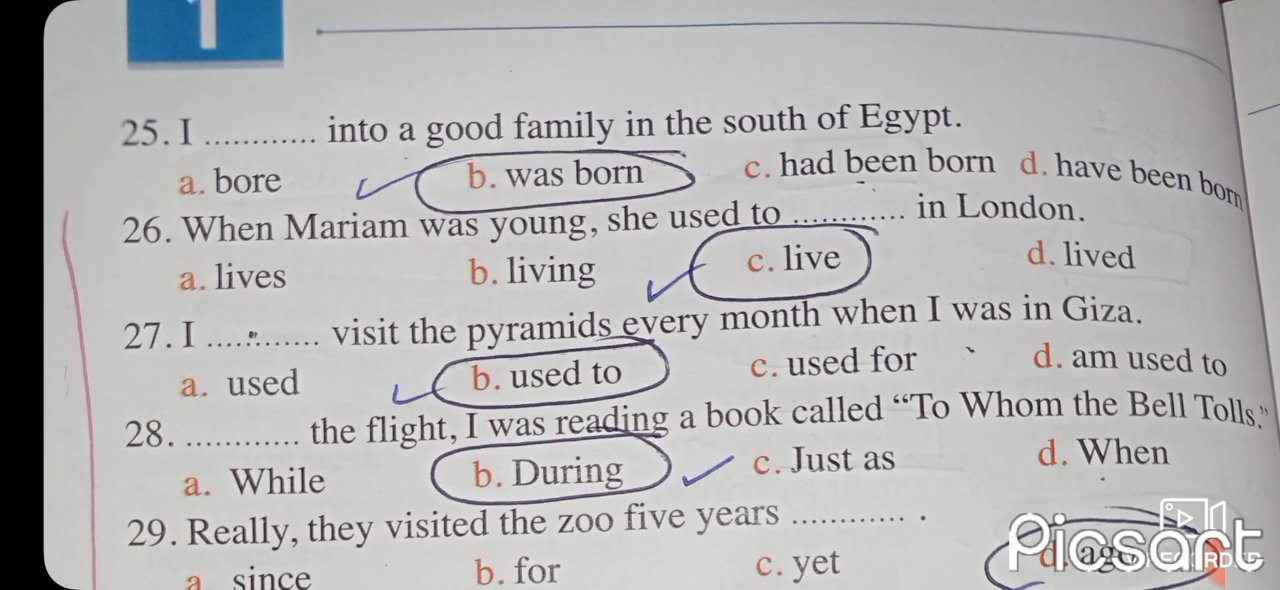 1
25. I ............ into a good family in the south of Egypt.
a. bore b. was born c. had been born d. have been born
26. When Mariam was young, she used to ............ in London.
a. lives b. living c. live d. lived
27. I ............ visit the pyramids every month when I was in Giza.
a. used b. used to c. used for d. am used to
28. ............ the flight, I was reading a book called “To Whom the Bell Tolls.”
a. While b. During c. Just as d. When
29. Really, they visited the zoo five years ............ .
a. since b. for c. yet d. ago
Picsart